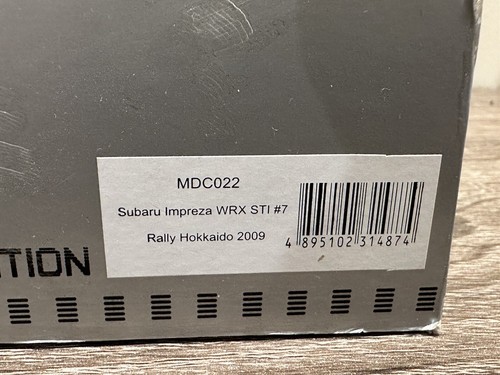 MDC022
Subaru Impreza WRX STI #7
Rally Hokkaido 2009
4 895102 314874
TION